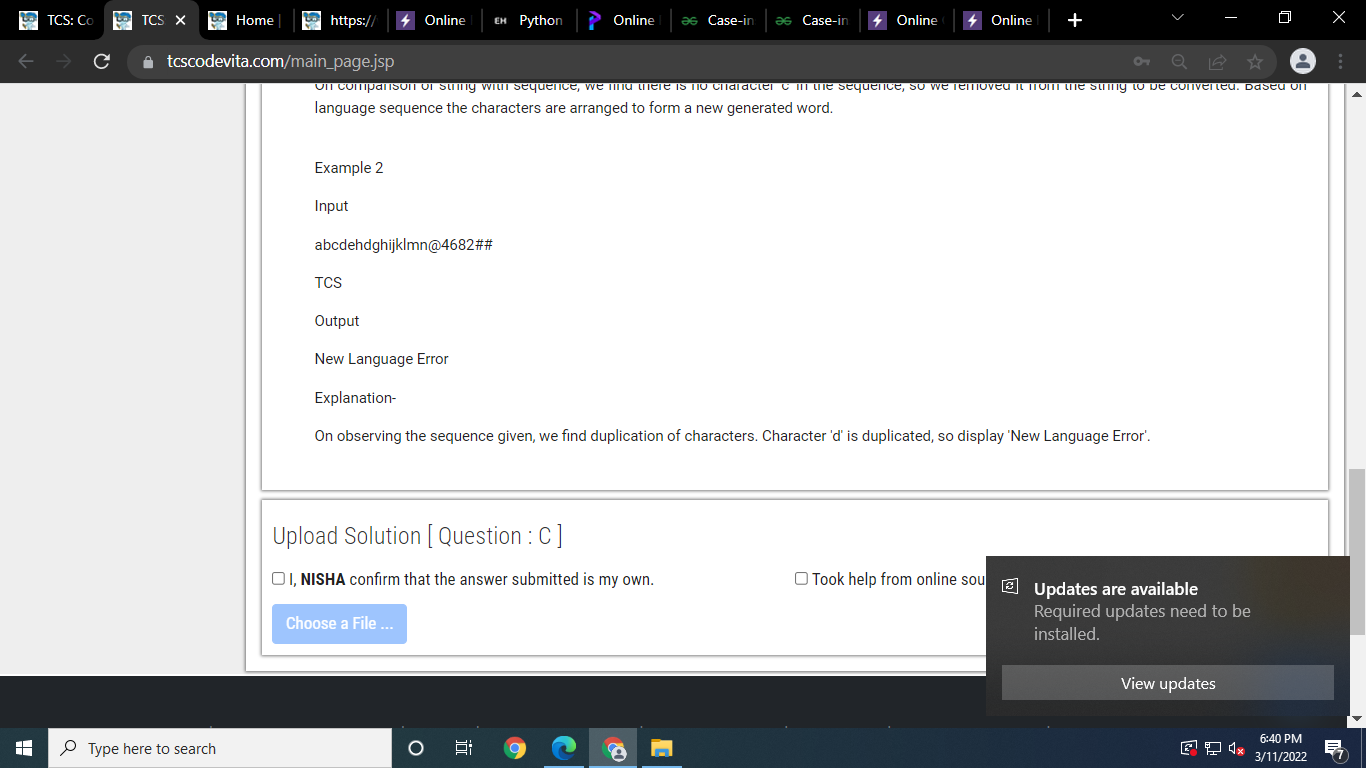 TCS: Co
TCS
Home |
https://
Online
Python
Online
Case-in
Case-in
Online
Online
tcscodevita.com/main_page.jsp
On comparison of string with sequence, we find there is no character 'c' in the sequence, so we removed it from the string to be converted. Based on
language sequence the characters are arranged to form a new generated word.
Example 2
Input
abcdehdghijklmn@4682##
TCS
Output
New Language Error
Explanation-
On observing the sequence given, we find duplication of characters. Character 'd' is duplicated, so display 'New Language Error'.
Upload Solution [ Question : C ]
I, NISHA confirm that the answer submitted is my own.
Took help from online sou
Choose a File ...
Updates are available
Required updates need to be
installed.
View updates
Type here to search
6:40 PM
3/11/2022
7